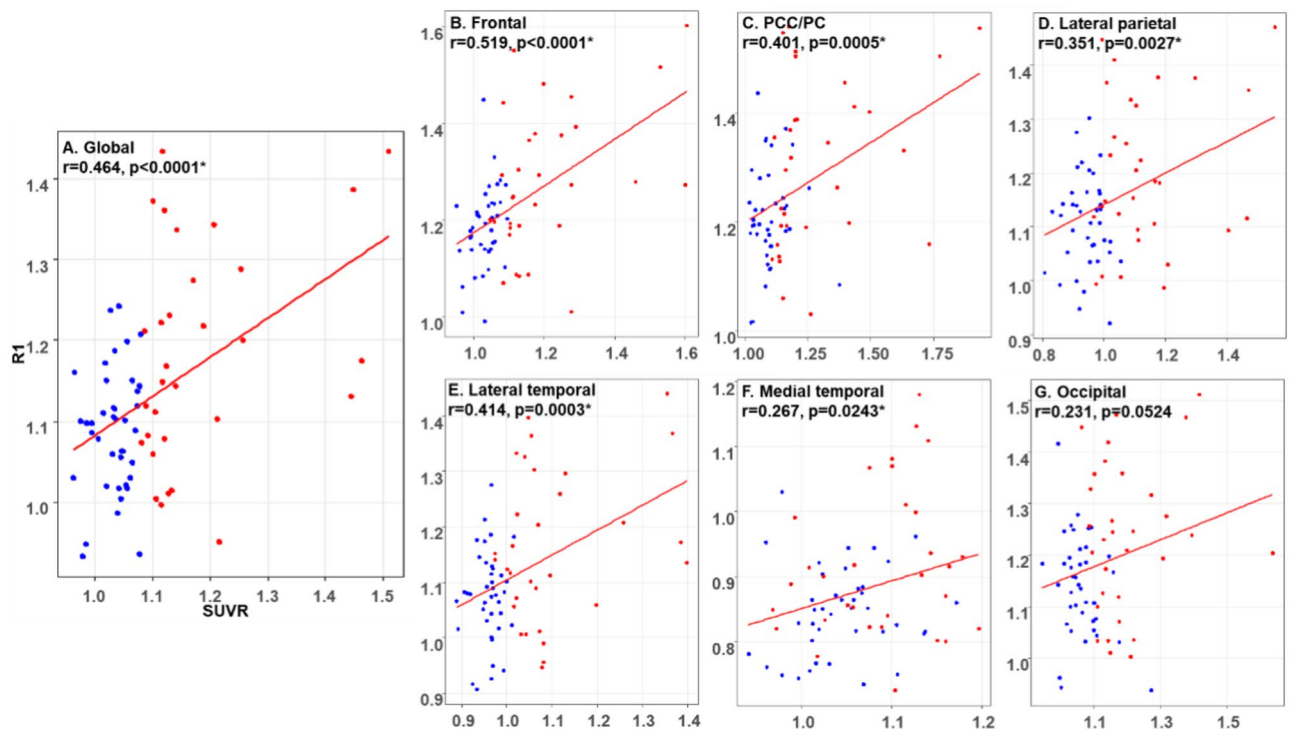 A. Global
r=0.464, p<0.0001*
1.4
1.3
1.2
1.1
1.0
R1
1.0 1.1 1.2 1.3 1.4 1.5
SUVR
B. Frontal
r=0.519, p<0.0001*
1.6
1.4
1.2
1.0
1.0 1.2 1.4 1.6
C. PCC/PC
r=0.401, p=0.0005*
1.4
1.2
1.0
1.00 1.25 1.50 1.75
D. Lateral parietal
r=0.351, p=0.0027*
1.4
1.3
1.2
1.1
1.0
0.9
0.8 1.0 1.2 1.4
E. Lateral temporal
r=0.414, p=0.0003*
1.4
1.3
1.2
1.1
1.0
0.9
0.9 1.0 1.1 1.2 1.3 1.4
F. Medial temporal
r=0.267, p=0.0243*
1.2
1.1
1.0
0.9
0.8
1.0 1.1 1.2
G. Occipital
r=0.231, p=0.0524
1.5
1.4
1.3
1.2
1.1
1.0
1.1 1.3 1.5